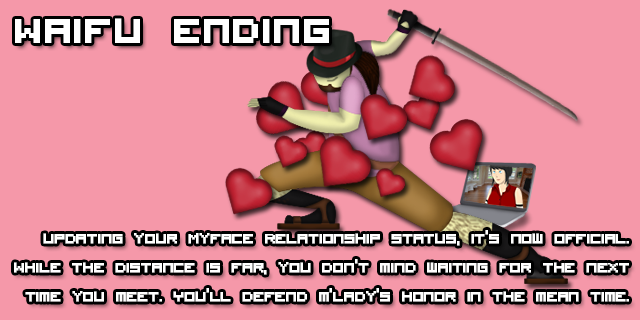 WAIFU ENDING
UPDATING YOUR MYFACE RELATIONSHIP STATUS, IT'S NOW OFFICIAL.
WHILE THE DISTANCE IS FAR, YOU DON'T MIND WAITING FOR THE NEXT
TIME YOU MEET. YOU'LL DEFEND M'LADY'S HONOR IN THE MEAN TIME.